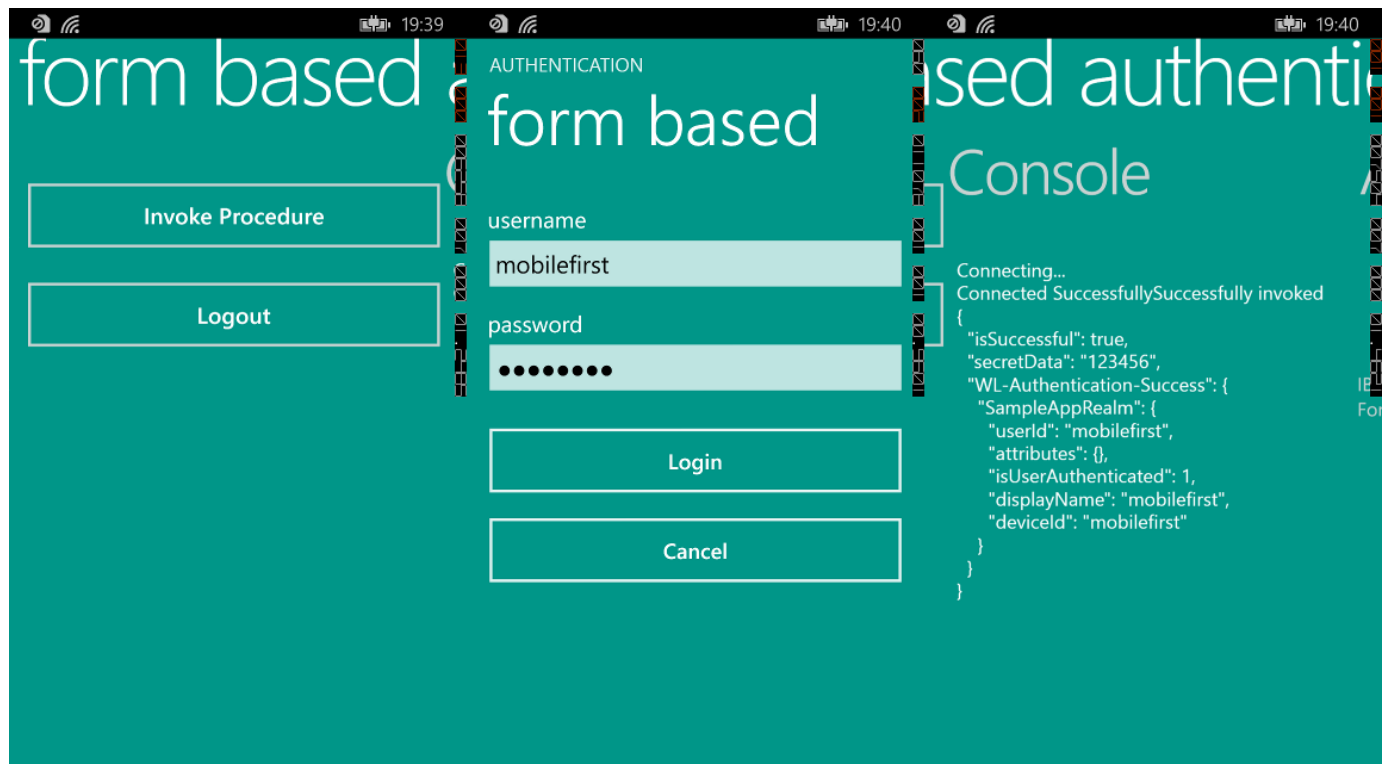 19:39
form based
Invoke Procedure
Logout
19:40
AUTHENTICATION
form based
username
mobilefirst
password
●●●●●●●●
Login
Cancel
19:40
Console
Connecting...
Connected SuccessfullySuccessfully invoked
{
"isSuccessful": true,
"secretData": "123456",
"WL-Authentication-Success": {
"SampleAppRealm": {
"userId": "mobilefirst",
"attributes": {},
"isUserAuthenticated": 1,
"displayName": "mobilefirst",
"deviceId": "mobilefirst"
}
}
}